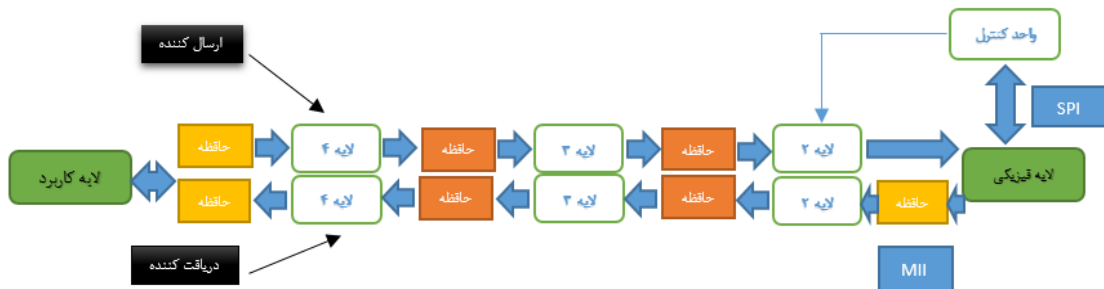 ارسال کننده
واحد کنترل
SPI
حافظه
لایه ۴
حافظه
لایه ۳
حافظه
لایه ۲
لایه کاربرد
لایه فیزیکی
حافظه
لایه ۴
حافظه
لایه ۳
حافظه
لایه ۲
حافظه
دریافت کننده
MII